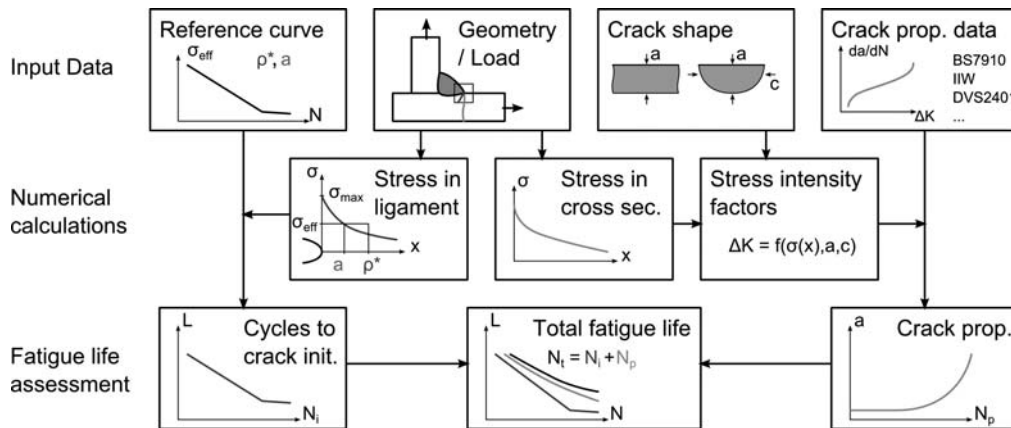 Input Data
Reference curve
σeff
ρ*, a
N
Geometry
/ Load
Crack shape
a
a
c
Crack prop. data
da/dN
ΔK
BS7910
IIW
DVS2401
...
Numerical
calculations
Stress in
ligament
σ
σmax
σeff
a
ρ*
x
Stress in
cross sec.
σ
x
Stress intensity
factors
ΔK = f(σ(x),a,c)
Fatigue life
assessment
Cycles to
crack init.
L
Ni
Total fatigue life
Nt = Ni + Np
L
N
Crack prop.
a
Np